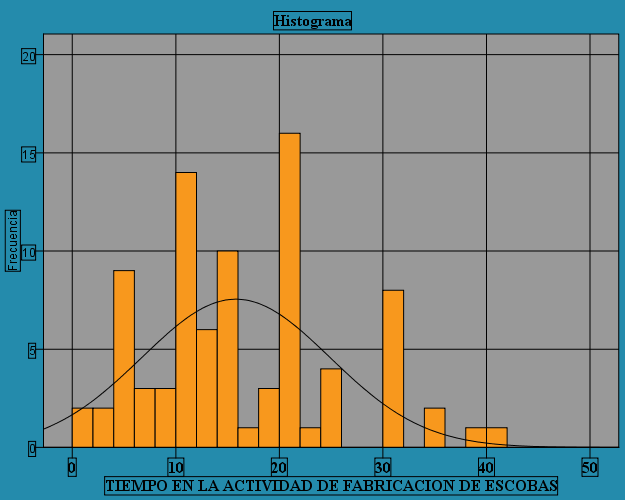 Histograma
20
15
10
5
0
Frecuencia
0 10 20 30 40 50
TIEMPO EN LA ACTIVIDAD DE FABRICACION DE ESCOBAS